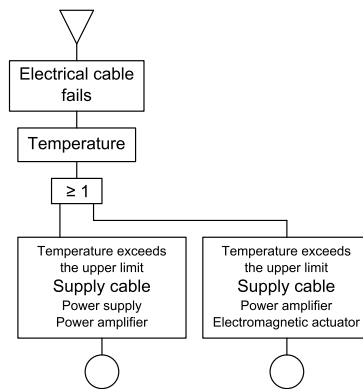 Electrical cable
fails
Temperature
≥ 1
Temperature exceeds
the upper limit
Supply cable
Power supply
Power amplifier
Temperature exceeds
the upper limit
Supply cable
Power amplifier
Electromagnetic actuator